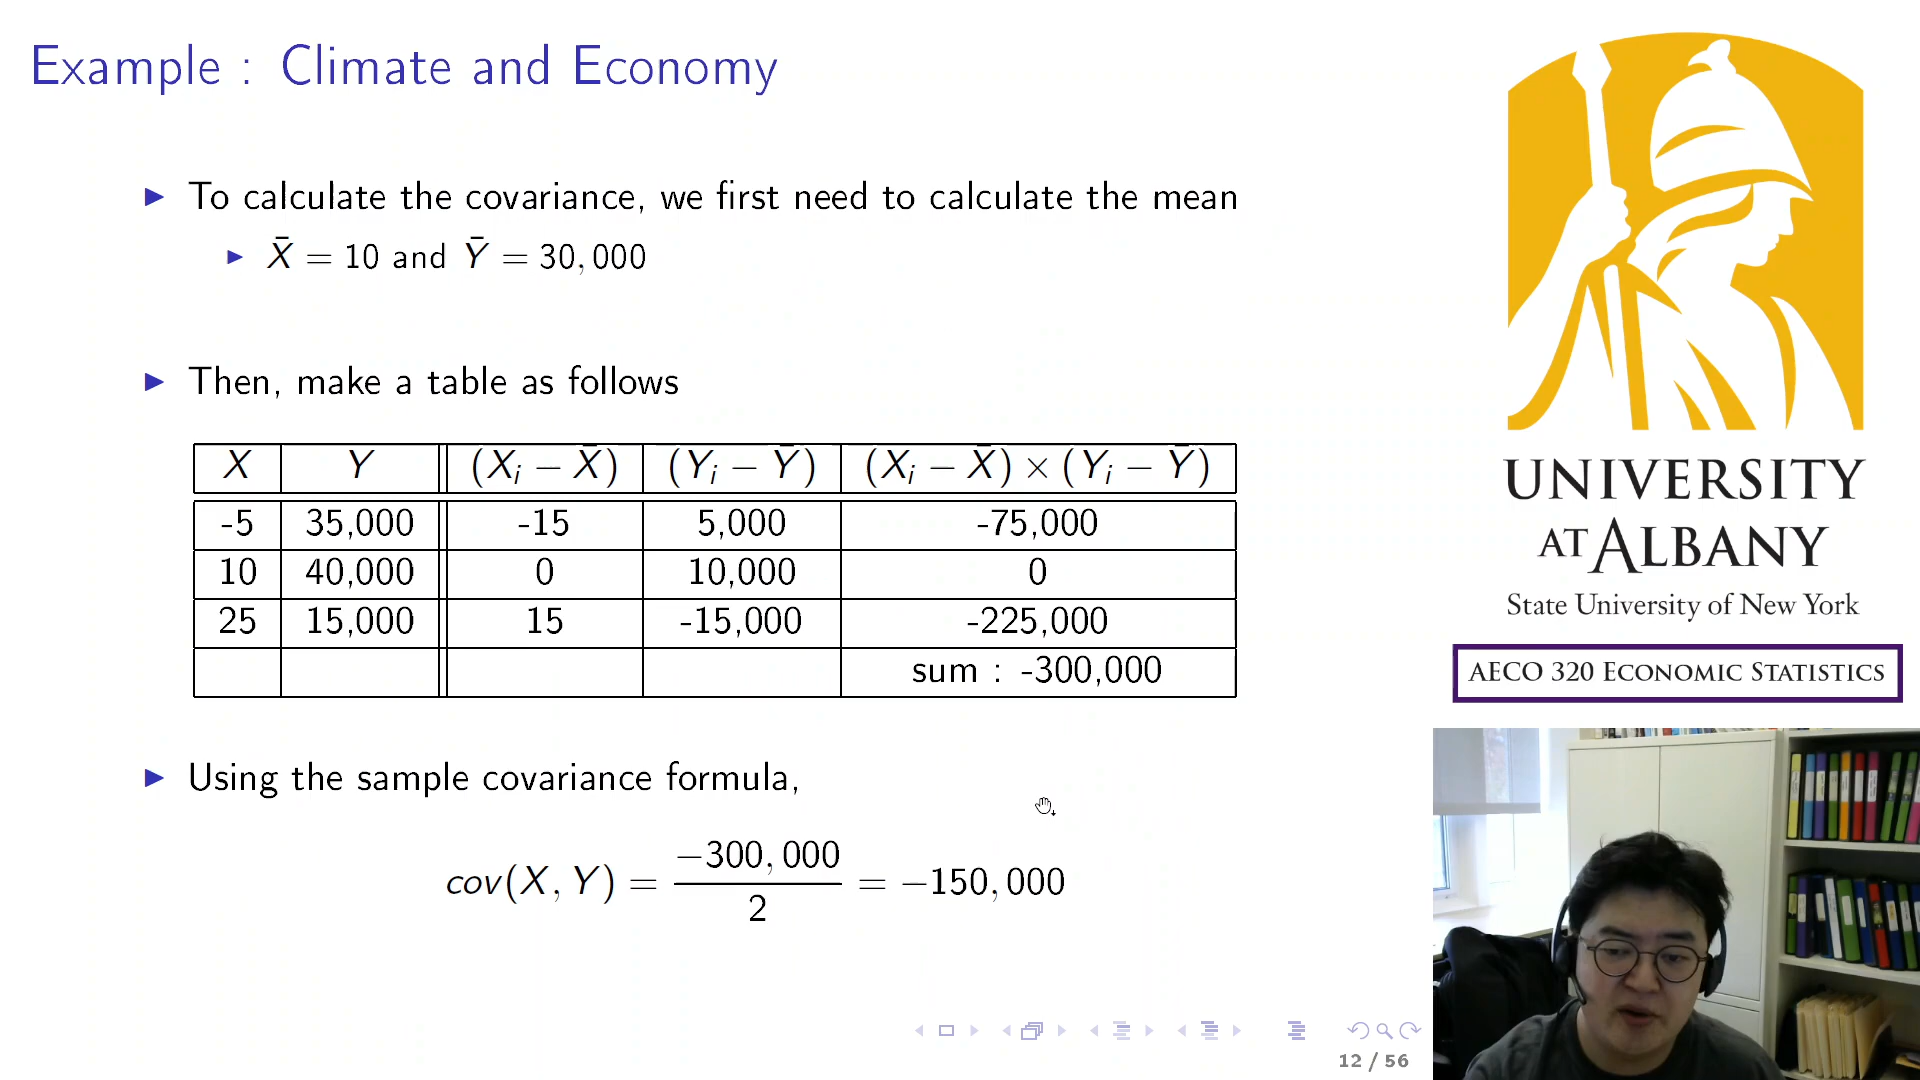 Example : Climate and Economy
▶ To calculate the covariance, we first need to calculate the mean
▶ X̄ = 10 and Ȳ = 30,000
▶ Then, make a table as follows
X Y (Xᵢ − X̄) (Yᵢ − Ȳ) (Xᵢ − X̄) × (Yᵢ − Ȳ)
-5 35,000 -15 5,000 -75,000
10 40,000 0 10,000 0
25 15,000 15 -15,000 -225,000
sum : -300,000
▶ Using the sample covariance formula,
cov(X, Y) = −300,000 / 2 = −150,000
12 / 56
UNIVERSITY
AT ALBANY
State University of New York
AECO 320 ECONOMIC STATISTICS